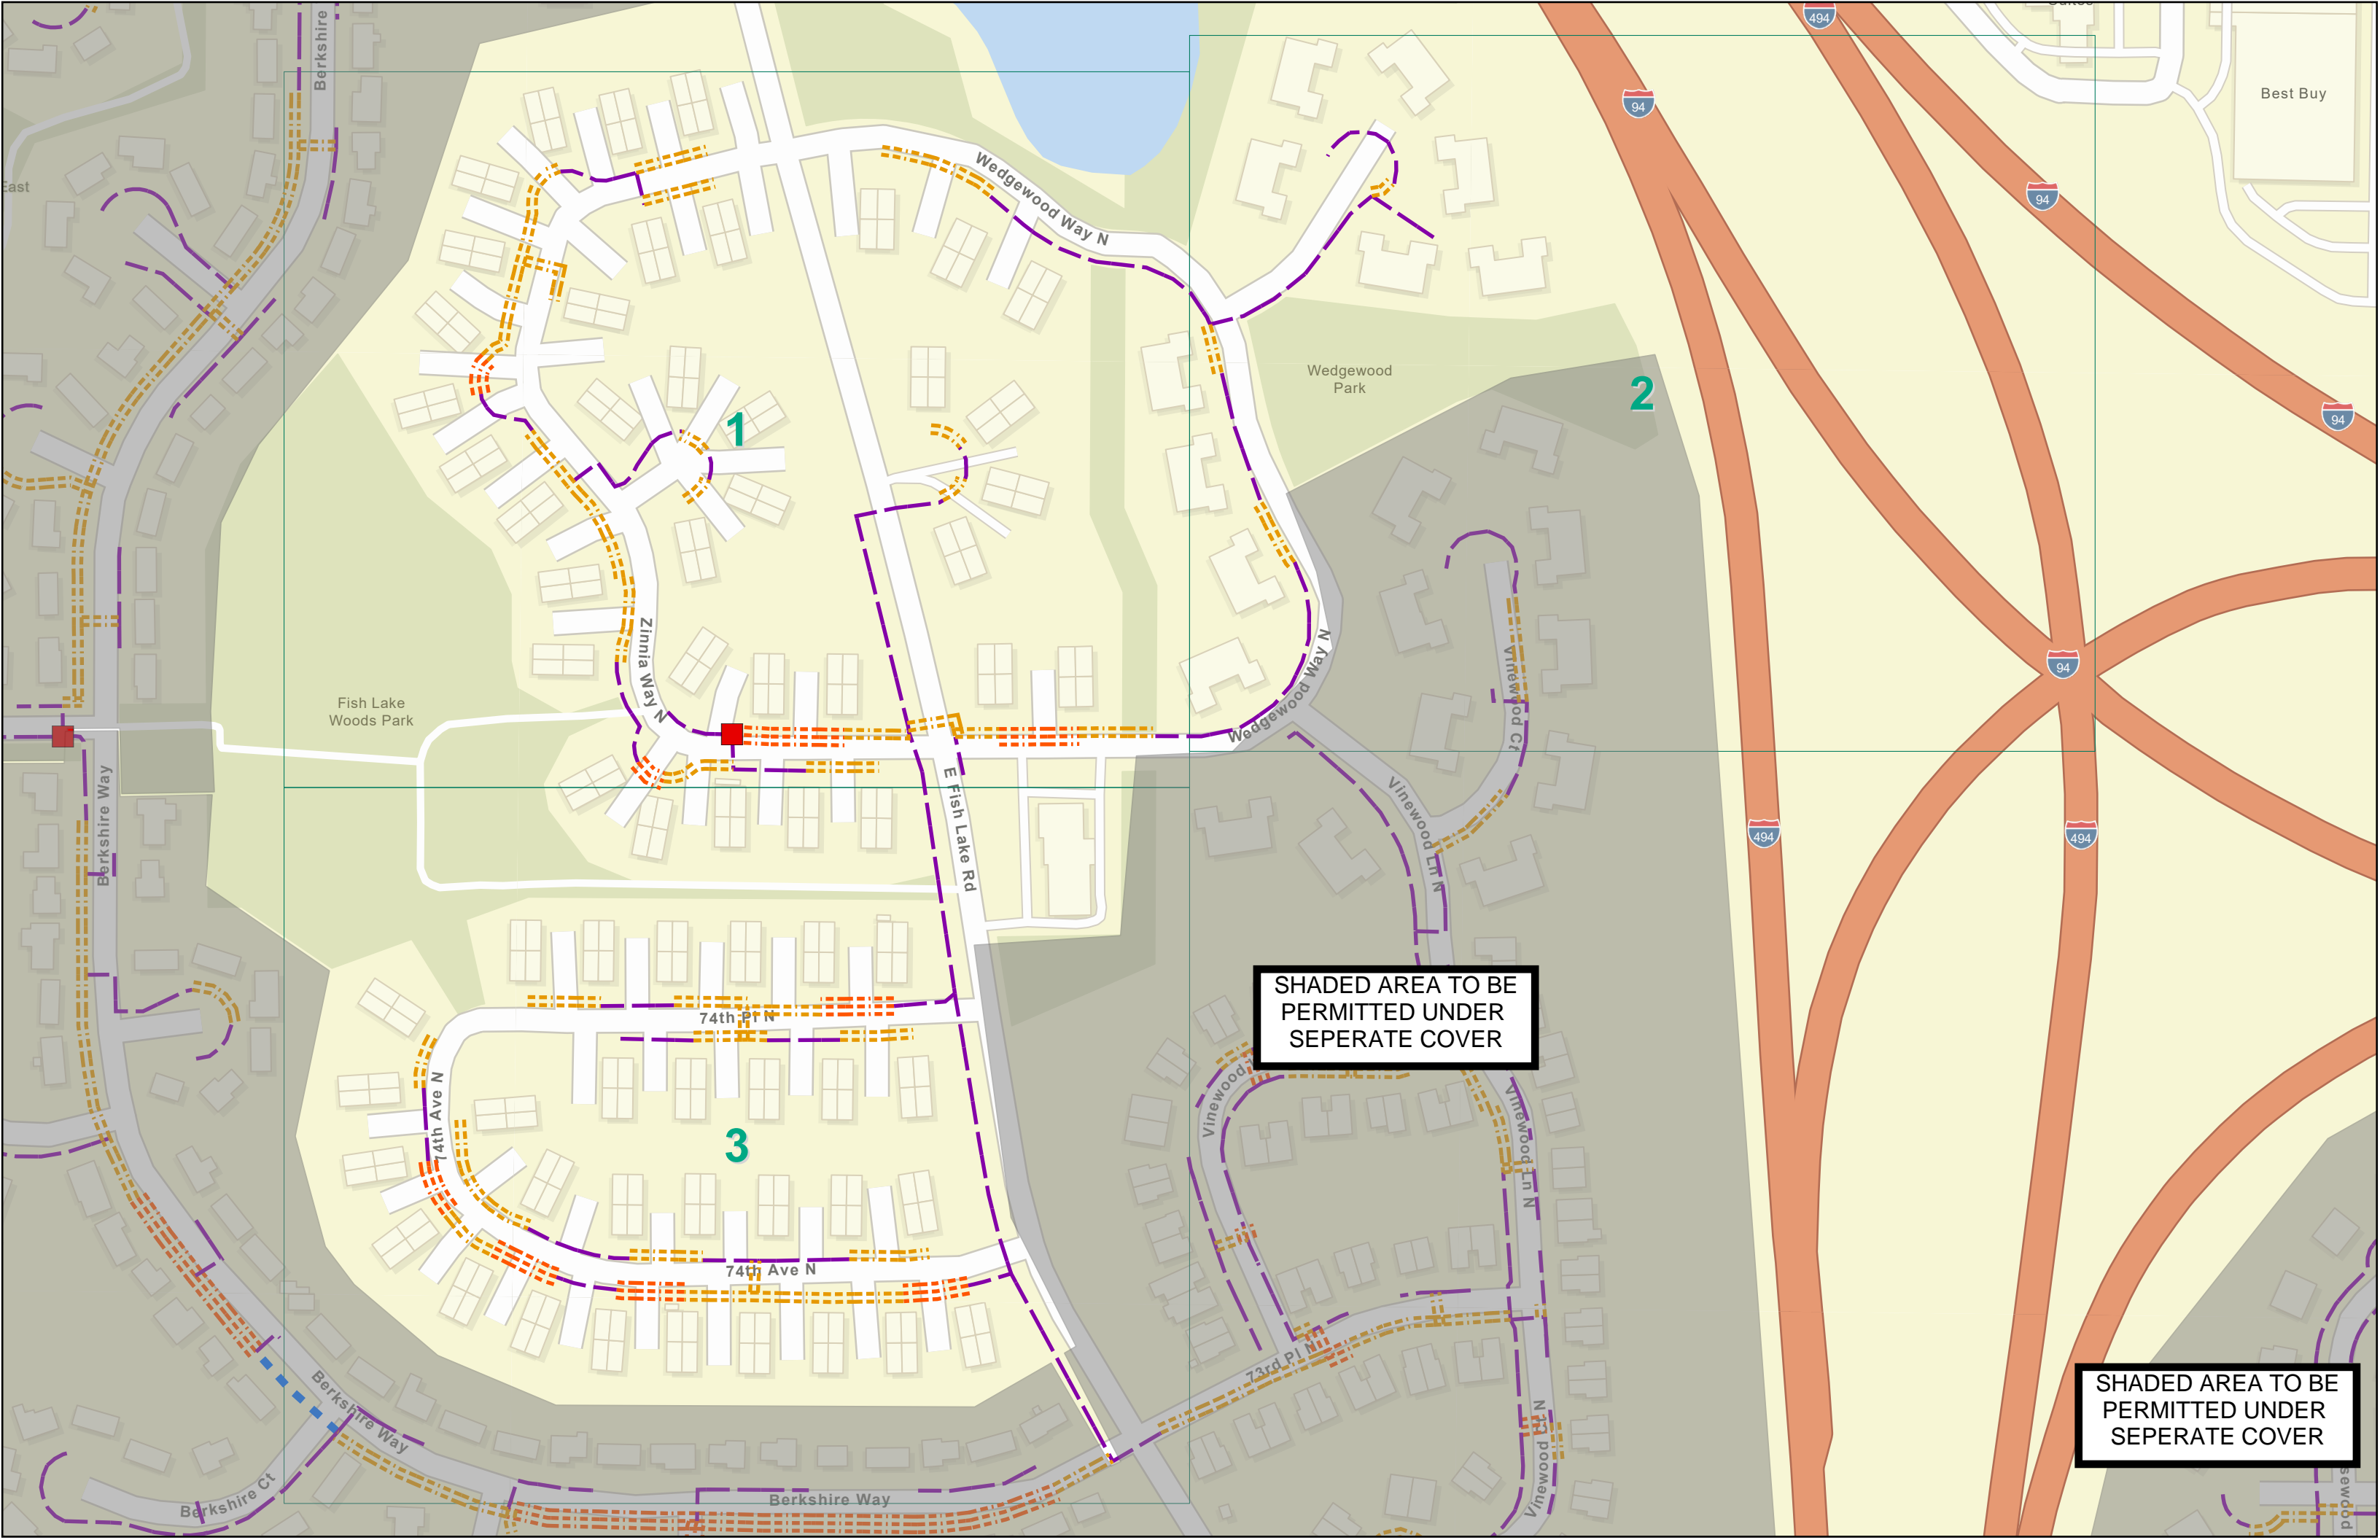 494
Berkshire
94
Best Buy
Wedgewood Way N
East
94
Wedgewood
Park
2
94
1
Zinnia Way N
Wedgewood Way N
Vinewood Ct
94
Fish Lake
Woods Park
E Fish Lake Rd
Vinewood Ln N
Berkshire Way
494
494
SHADED AREA TO BE
PERMITTED UNDER
SEPERATE COVER
74th Pl N
74th Ave N
Vinewood
Vinewood Ln N
3
74th Ave N
73rd Pl N
SHADED AREA TO BE
PERMITTED UNDER
SEPERATE COVER
Berkshire Way
Vinewood Ct N
Berkshire Ct
Berkshire Way
sewood